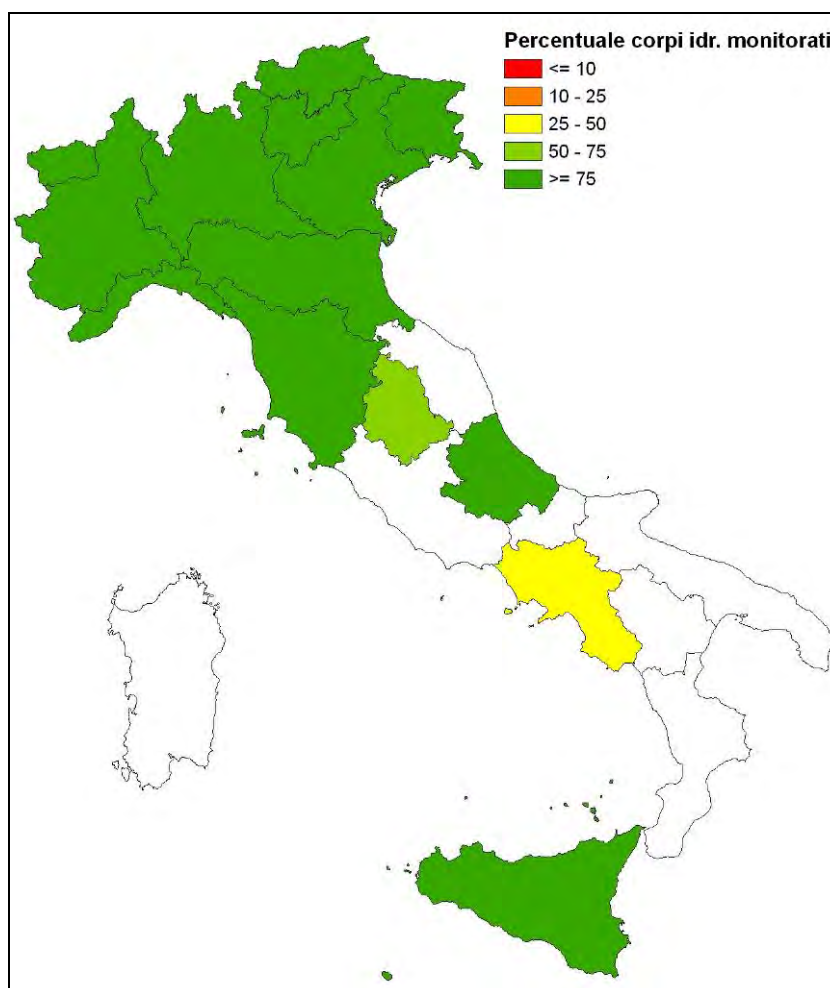 Percentuale corpi idr. monitorati
<= 10
10 - 25
25 - 50
50 - 75
>= 75